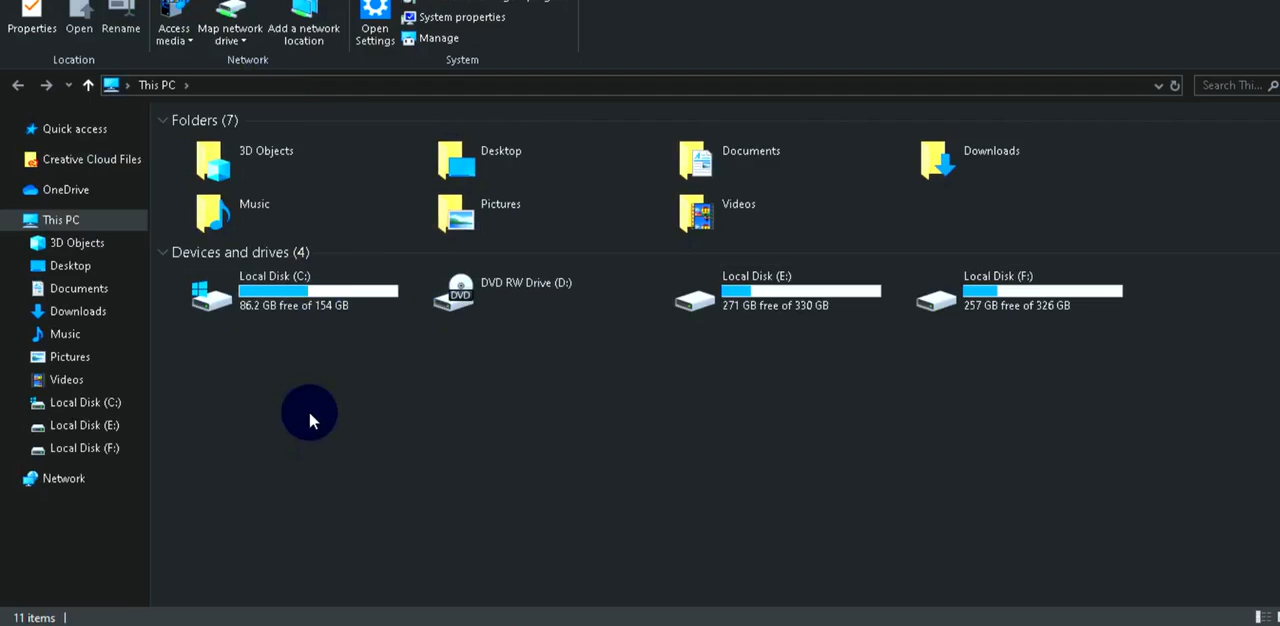 System properties
Properties Open Rename Access media Map network drive Add a network location Open Settings Manage
Location Network System
This PC Search Thi...
Quick access
Creative Cloud Files
OneDrive
This PC
3D Objects
Desktop
Documents
Downloads
Music
Pictures
Videos
Local Disk (C:)
Local Disk (E:)
Local Disk (F:)
Network
Folders (7)
3D Objects Desktop Documents Downloads
Music Pictures Videos
Devices and drives (4)
Local Disk (C:) DVD RW Drive (D:) Local Disk (E:) Local Disk (F:)
DVD
86.2 GB free of 154 GB 271 GB free of 330 GB 257 GB free of 326 GB
11 items